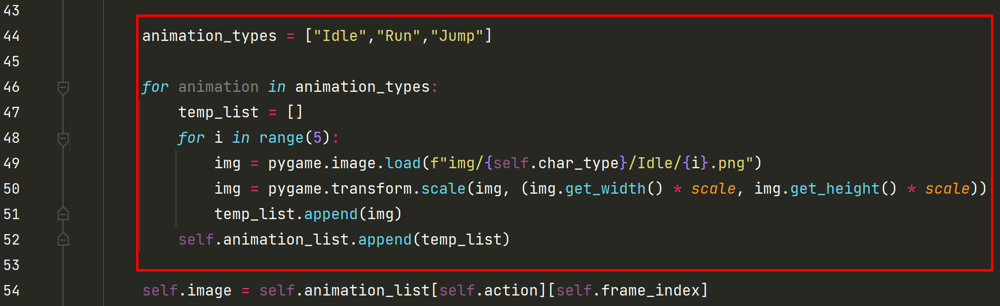 43
44 animation_types = ["Idle","Run","Jump"]
45
46 for animation in animation_types:
47 temp_list = []
48 for i in range(5):
49 img = pygame.image.load(f"img/{self.char_type}/Idle/{i}.png")
50 img = pygame.transform.scale(img, (img.get_width() * scale, img.get_height() * scale))
51 temp_list.append(img)
52 self.animation_list.append(temp_list)
53
54 self.image = self.animation_list[self.action][self.frame_index]